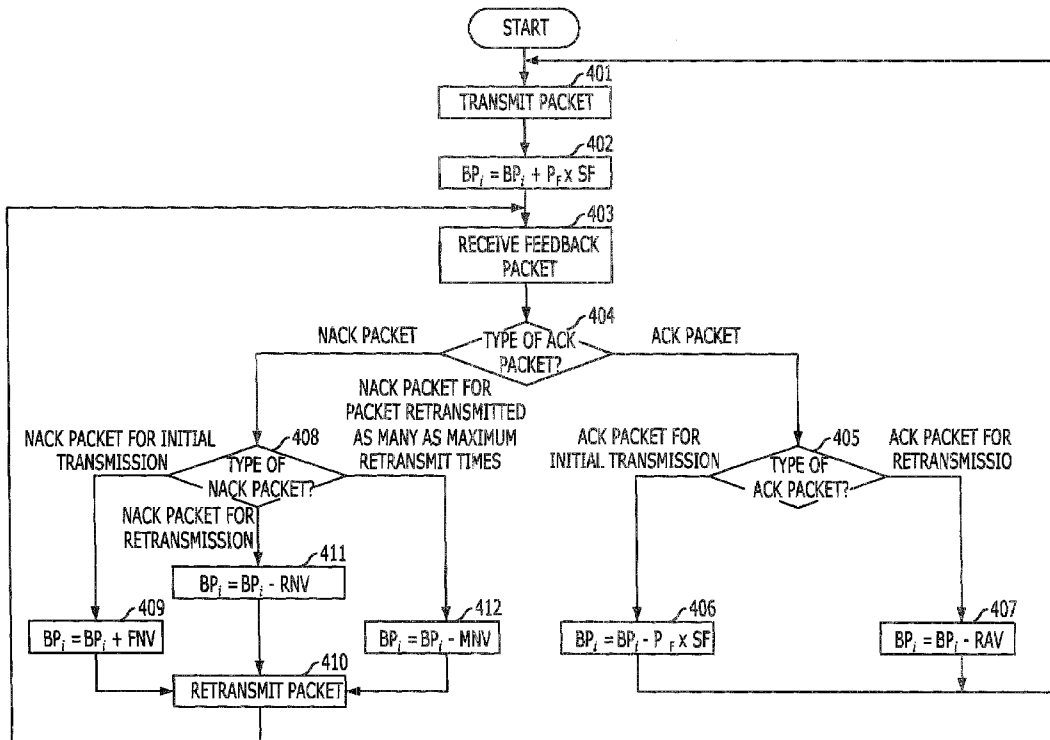 START
401
TRANSMIT PACKET
402
BPᵢ = BPᵢ + P_F x SF
403
RECEIVE FEEDBACK
PACKET
404
NACK PACKET
TYPE OF ACK
PACKET?
ACK PACKET
NACK PACKET FOR
PACKET RETRANSMITTED
AS MANY AS MAXIMUM
RETRANSMIT TIMES
NACK PACKET FOR INITIAL
TRANSMISSION
408
TYPE OF
NACK PACKET?
NACK PACKET FOR
RETRANSMISSION
ACK PACKET FOR
INITIAL TRANSMISSION
405
TYPE OF
ACK PACKET?
ACK PACKET FOR
RETRANSMISSIO
411
BPᵢ = BPᵢ - RNV
409
BPᵢ = BPᵢ + FNV
412
BPᵢ = BPᵢ - MNV
406
BPᵢ = BPᵢ - P_F x SF
407
BPᵢ = BPᵢ - RAV
410
RETRANSMIT PACKET